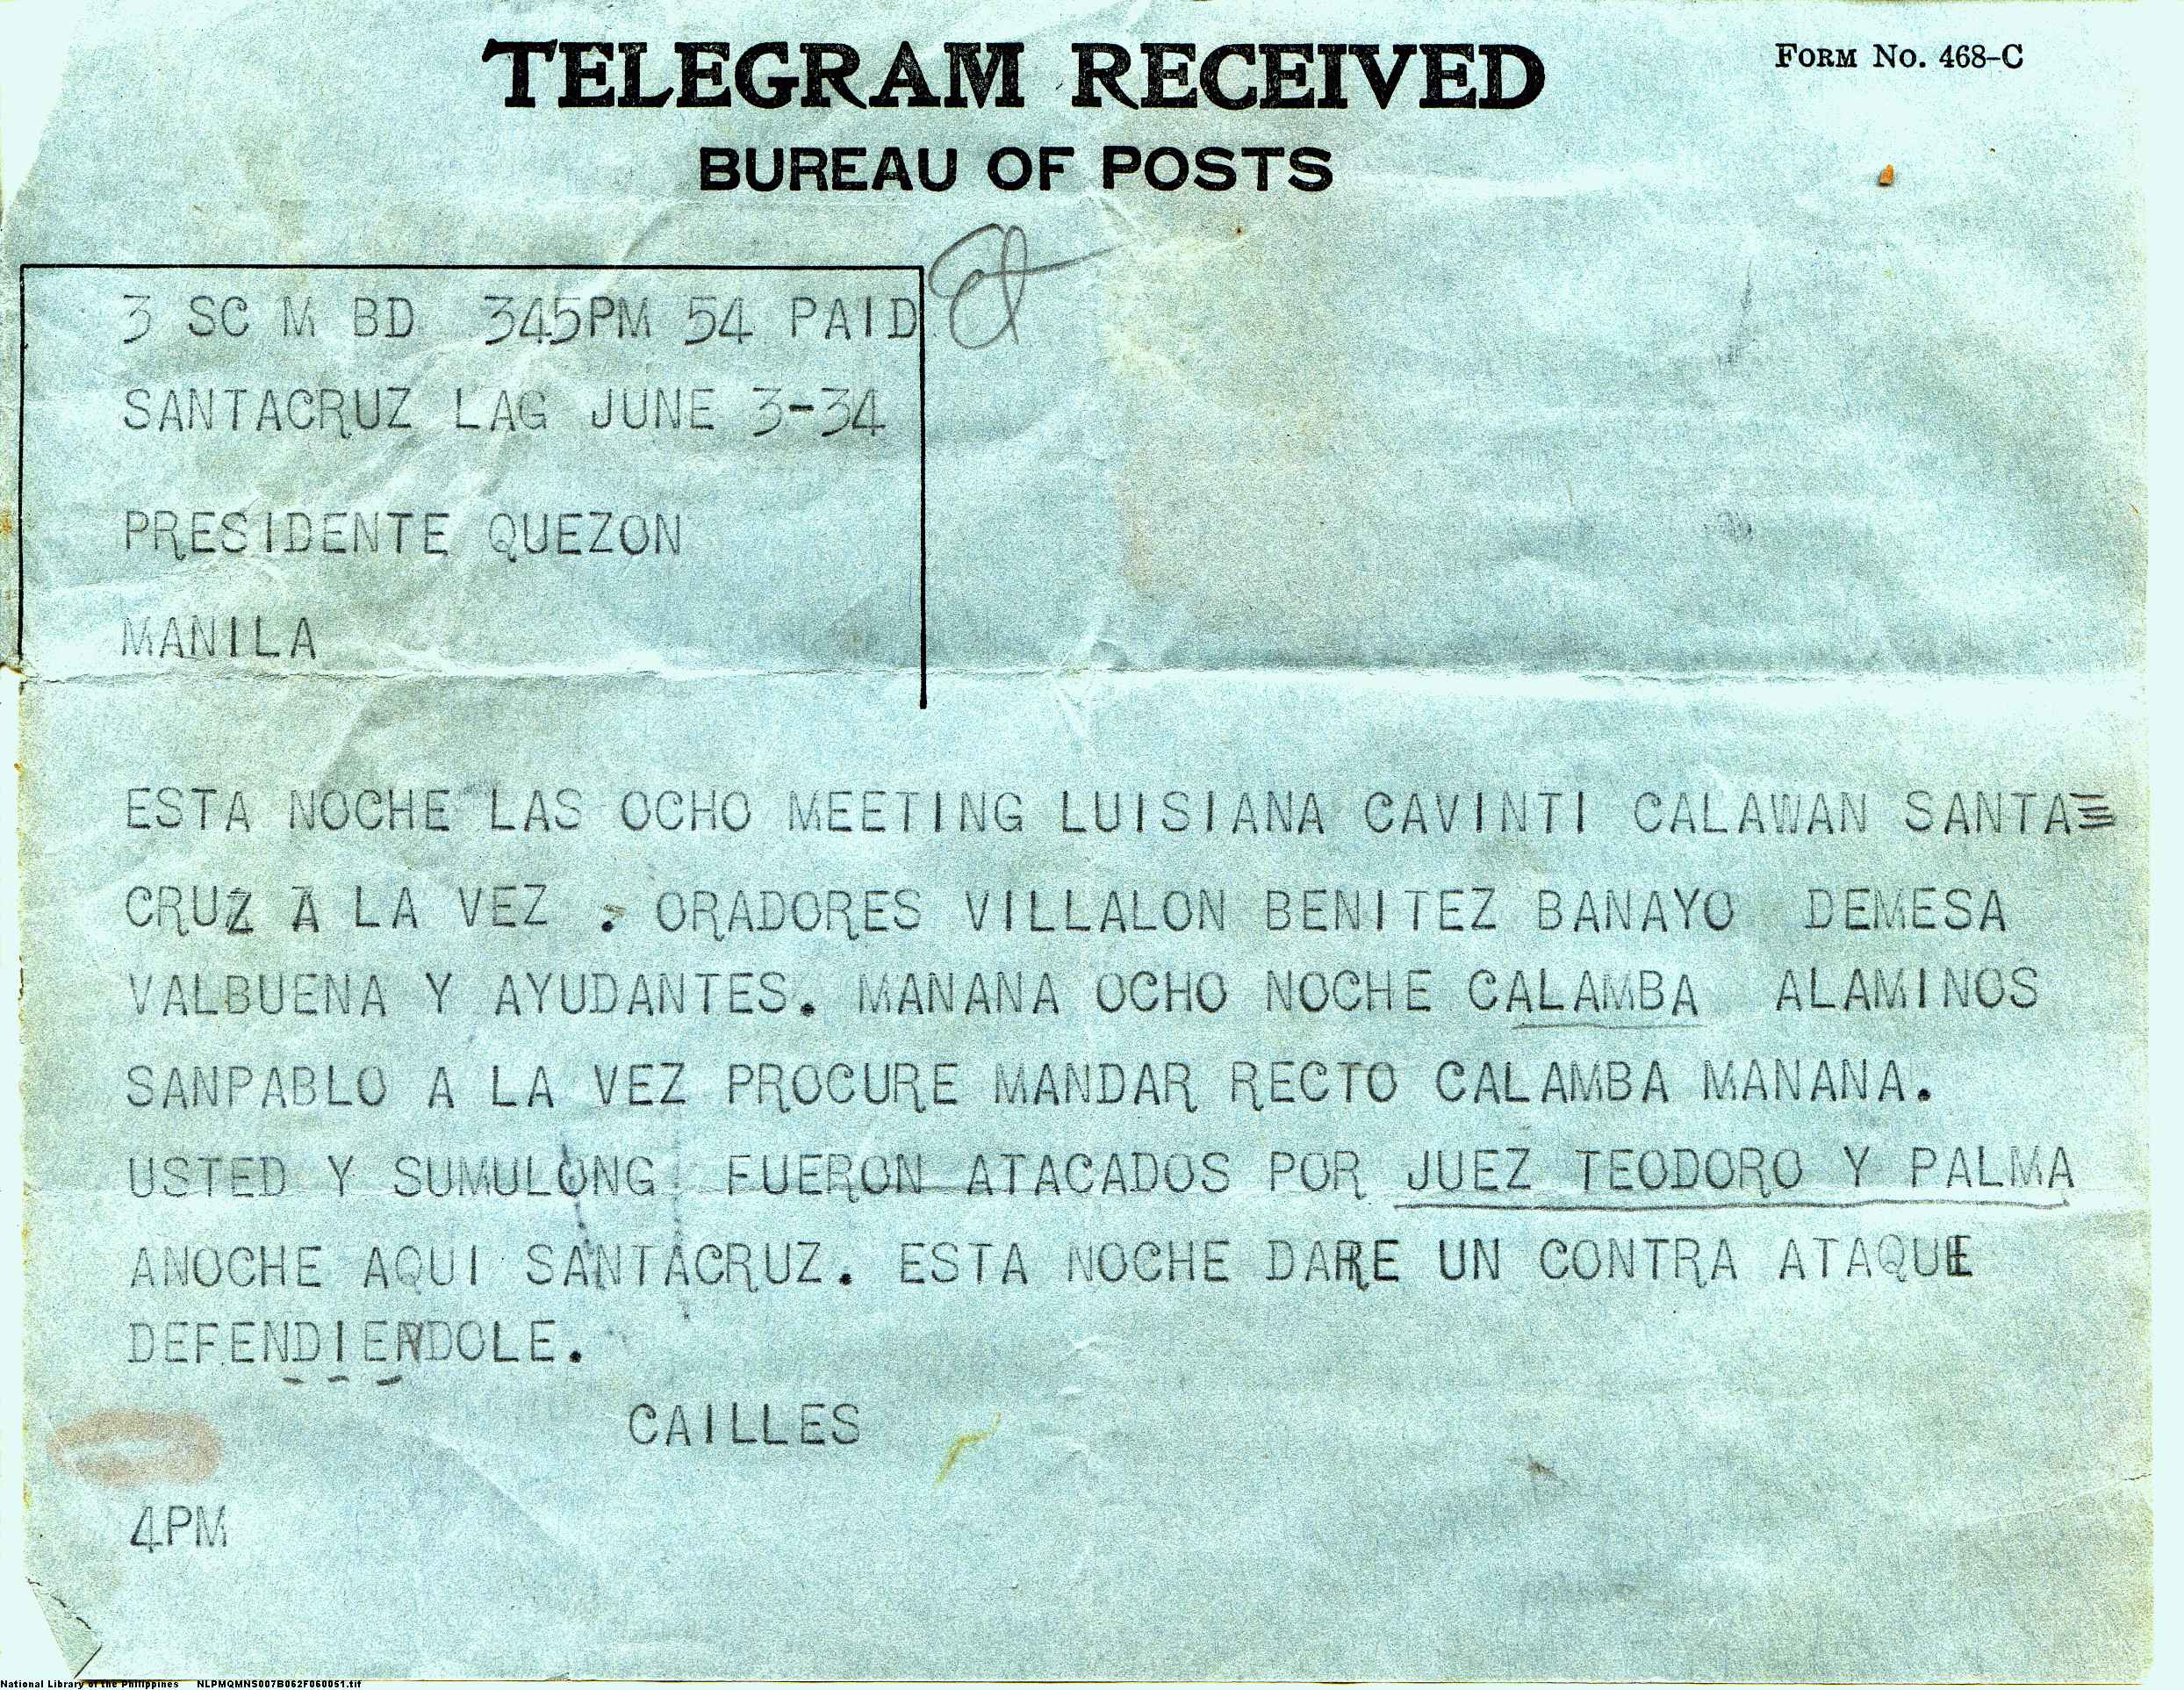 TELEGRAM RECEIVED
FORM NO. 468-C
BUREAU OF POSTS
3 SC M BD 345PM 54 PAID
SANTACRUZ LAG JUNE 3-34
PRESIDENTE QUEZON
MANILA
ESTA NOCHE LAS OCHO MEETING LUISIANA CAVINTI CALAWAN SANTA
CRUZ A LA VEZ . ORADORES VILLALON BENITEZ BANAYO DEMESA
VALBUENA Y AYUDANTES. MANANA OCHO NOCHE CALAMBA ALAMINOS
SANPABLO A LA VEZ PROCURE MANDAR RECTO CALAMBA MANANA.
USTED Y SUMULONG FUERON ATACADOS POR JUEZ TEODORO Y PALMA
ANOCHE AQUI SANTACRUZ. ESTA NOCHE DARE UN CONTRA ATAQUE
DEFENDIENDOLE.
CAILLES
4PM
National Library of the Philippines NLPMQMNS007B062F060051.tif